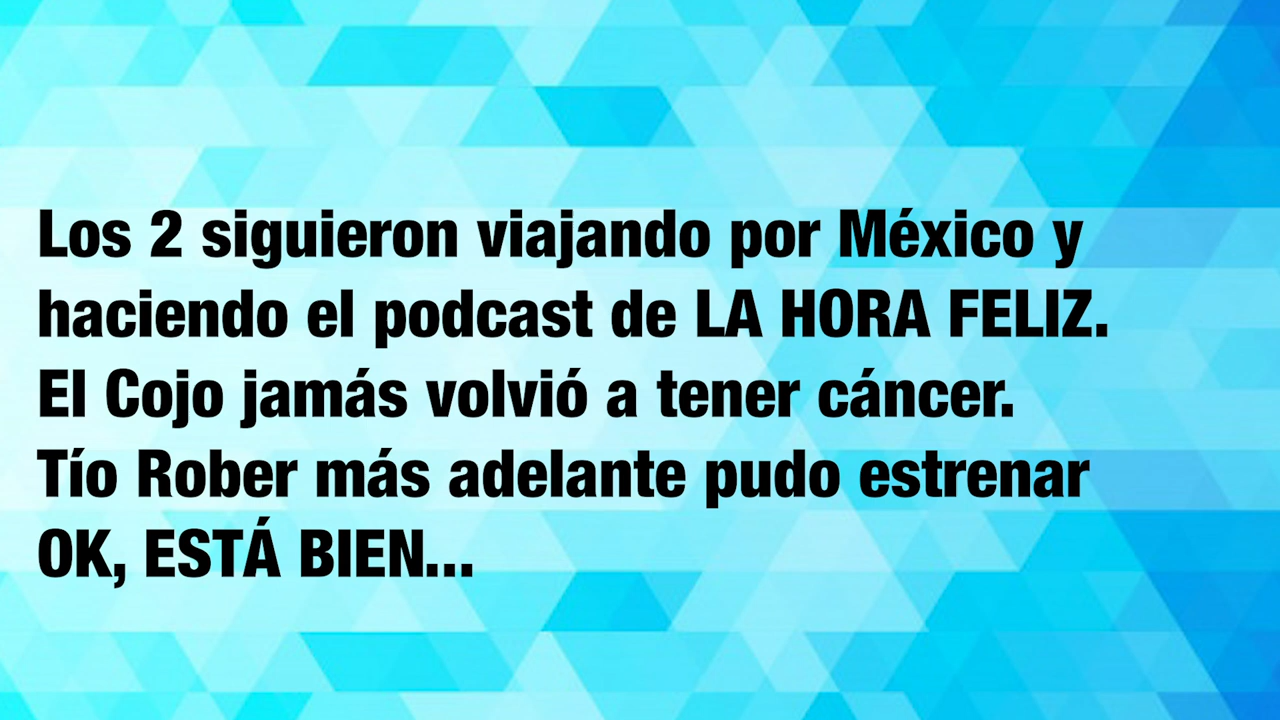 Los 2 siguieron viajando por México y
haciendo el podcast de LA HORA FELIZ.
El Cojo jamás volvió a tener cáncer.
Tío Rober más adelante pudo estrenar
OK, ESTÁ BIEN...